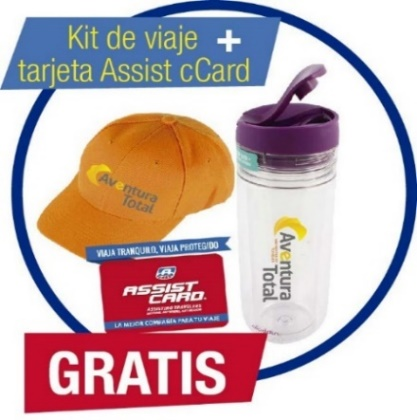 Kit de viaje +
tarjeta Assist cCard
Aventura
Total
Aventura
Total
VIAJA TRANQUILO, VIAJA PROTEGIDO
ASSIST
CARD
LA MEJOR COMPAÑÍA PARA TU VIAJE
GRATIS